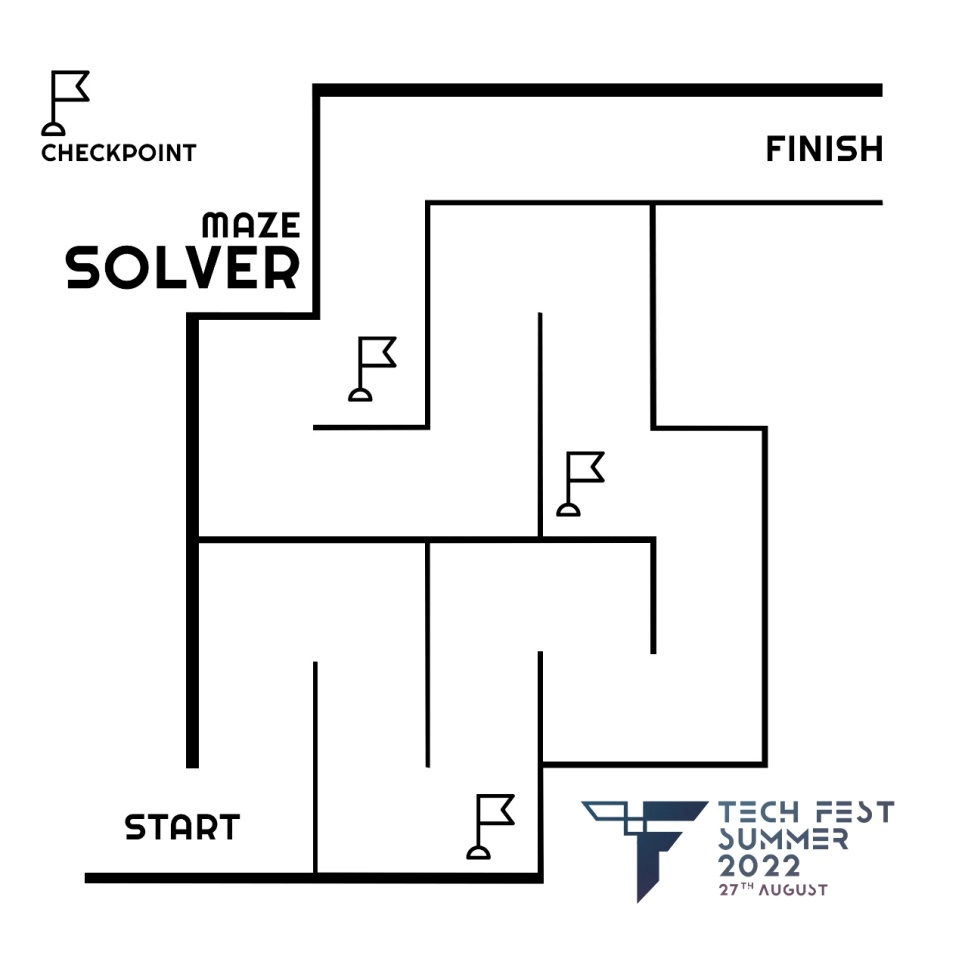 CHECKPOINT
FINISH
MAZE
SOLVER
START
TECH FEST
SUMMER
2022
27TH AUGUST